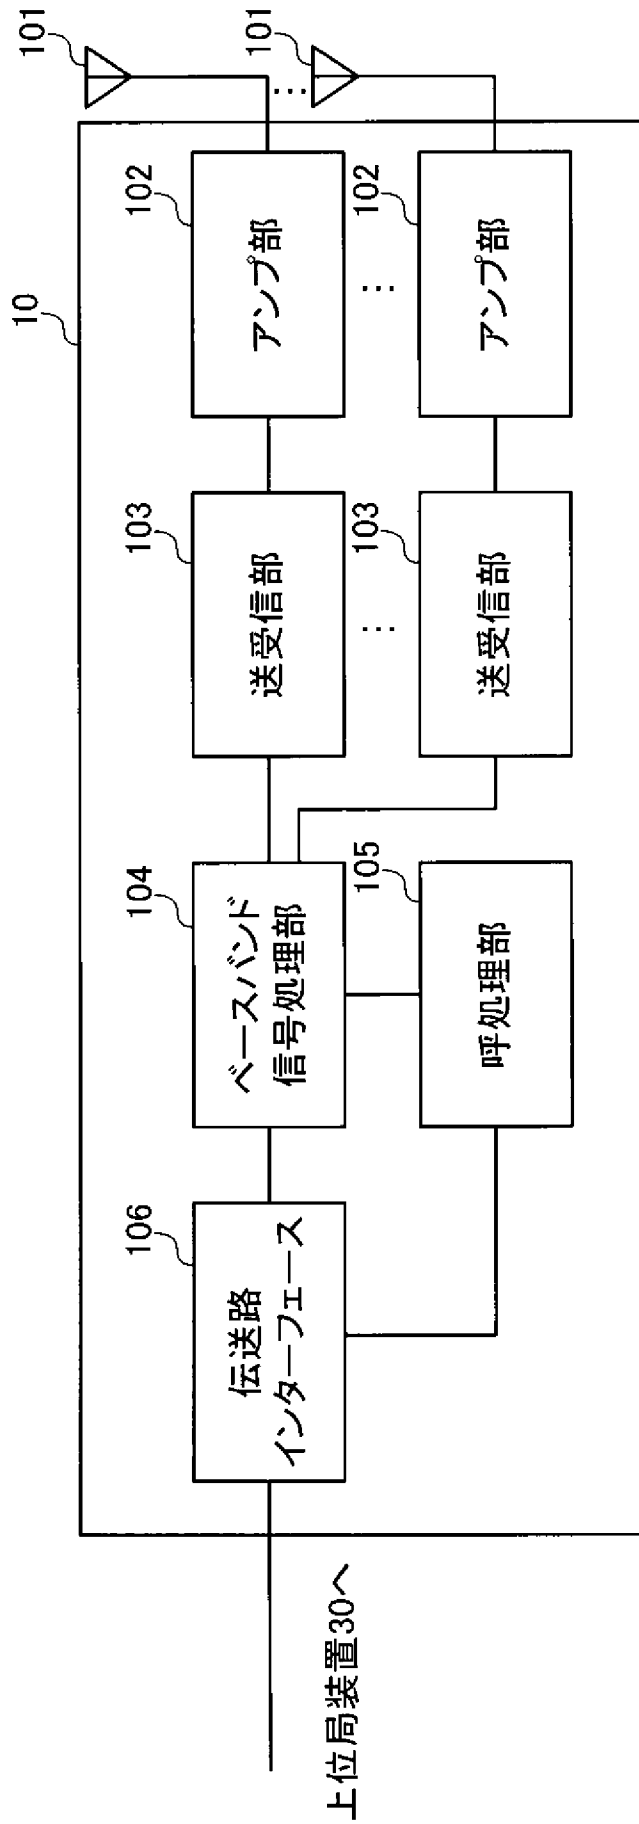 10
101
101
102
アンプ部
103
送受信部
104
ベースバンド
信号処理部
106
伝送路
インターフェース
102
アンプ部
103
送受信部
105
呼処理部
上位局装置30へ